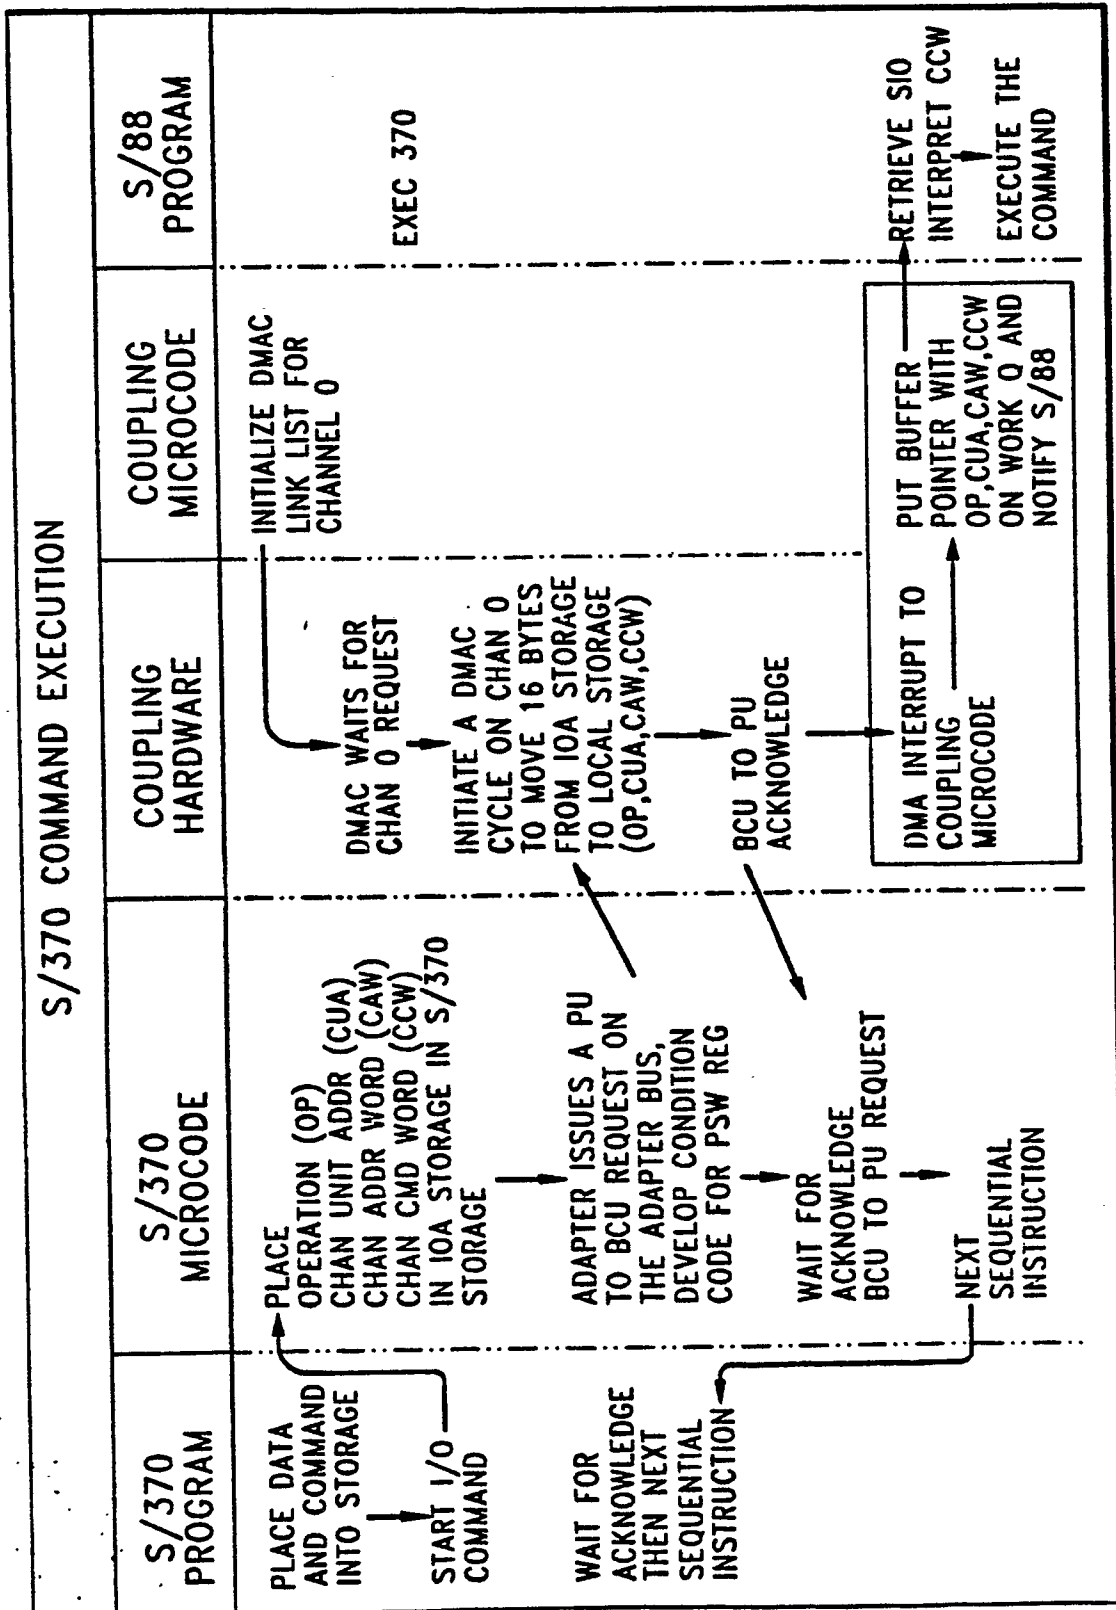 S/370 COMMAND EXECUTION
S/370
PROGRAM
S/370
MICROCODE
COUPLING
HARDWARE
COUPLING
MICROCODE
S/88
PROGRAM
PLACE DATA
AND COMMAND
INTO STORAGE
START I/O
COMMAND
WAIT FOR
ACKNOWLEDGE
THEN NEXT
SEQUENTIAL
INSTRUCTION
PLACE
OPERATION (OP)
CHAN UNIT ADDR (CUA)
CHAN ADDR WORD (CAW)
CHAN CMD WORD (CCW)
IN IOA STORAGE IN S/370
STORAGE
ADAPTER ISSUES A PU
TO BCU REQUEST ON
THE ADAPTER BUS,
DEVELOP CONDITION
CODE FOR PSW REG
WAIT FOR
ACKNOWLEDGE
BCU TO PU REQUEST
NEXT
SEQUENTIAL
INSTRUCTION
DMAC WAITS FOR
CHAN 0 REQUEST
INITIATE A DMAC
CYCLE ON CHAN 0
TO MOVE 16 BYTES
FROM IOA STORAGE
TO LOCAL STORAGE
(OP,CUA,CAW,CCW)
BCU TO PU
ACKNOWLEDGE
DMA INTERRUPT TO
COUPLING
MICROCODE
INITIALIZE DMAC
LINK LIST FOR
CHANNEL 0
PUT BUFFER
POINTER WITH
OP,CUA,CAW,CCW
ON WORK Q AND
NOTIFY S/88
EXEC 370
RETRIEVE SIO
INTERPRET CCW
EXECUTE THE
COMMAND